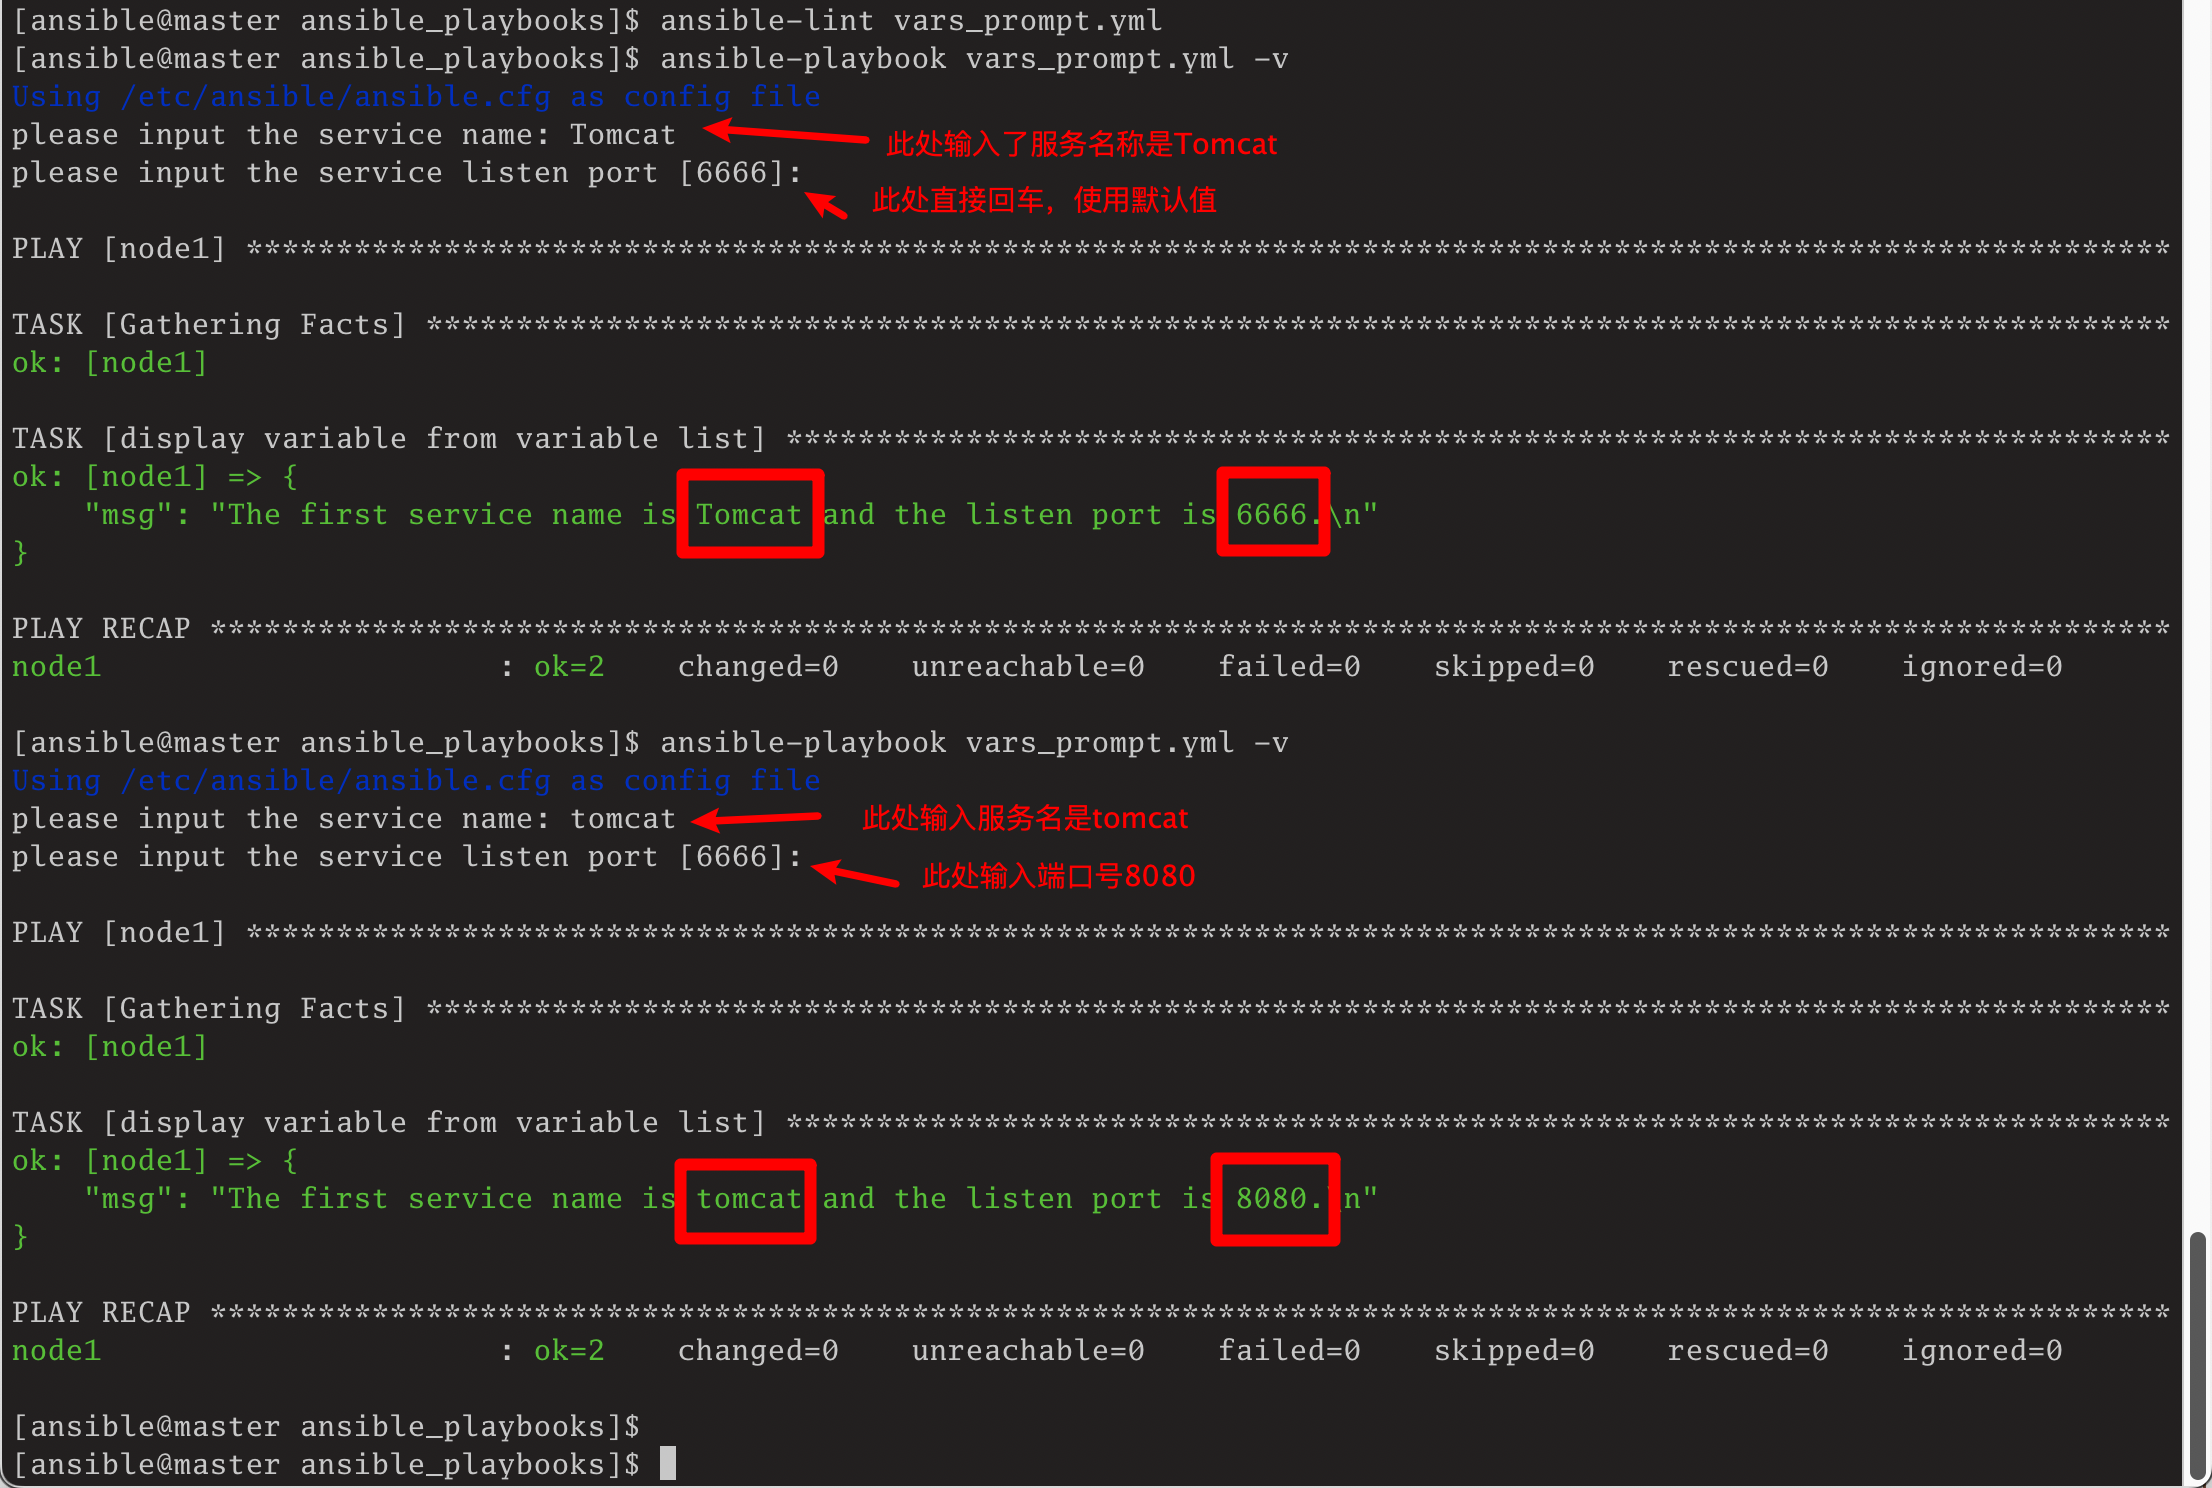 [ansible@master ansible_playbooks]$ ansible-lint vars_prompt.yml
[ansible@master ansible_playbooks]$ ansible-playbook vars_prompt.yml -v
Using /etc/ansible/ansible.cfg as config file
please input the service name: Tomcat
此处输入了服务名称是Tomcat
please input the service listen port [6666]:
此处直接回车，使用默认值
PLAY [node1] ***********************************************************************************************************
TASK [Gathering Facts] *************************************************************************************************
ok: [node1]
TASK [display variable from variable list] *****************************************************************************
ok: [node1] => {
    "msg": "The first service name is Tomcat and the listen port is 6666.\n"
}
PLAY RECAP *************************************************************************************************************
node1                      : ok=2    changed=0    unreachable=0    failed=0    skipped=0    rescued=0    ignored=0
[ansible@master ansible_playbooks]$ ansible-playbook vars_prompt.yml -v
Using /etc/ansible/ansible.cfg as config file
please input the service name: tomcat
此处输入服务名是tomcat
please input the service listen port [6666]:
此处输入端口号8080
PLAY [node1] ***********************************************************************************************************
TASK [Gathering Facts] *************************************************************************************************
ok: [node1]
TASK [display variable from variable list] *****************************************************************************
ok: [node1] => {
    "msg": "The first service name is tomcat and the listen port is 8080.\n"
}
PLAY RECAP *************************************************************************************************************
node1                      : ok=2    changed=0    unreachable=0    failed=0    skipped=0    rescued=0    ignored=0
[ansible@master ansible_playbooks]$
[ansible@master ansible_playbooks]$